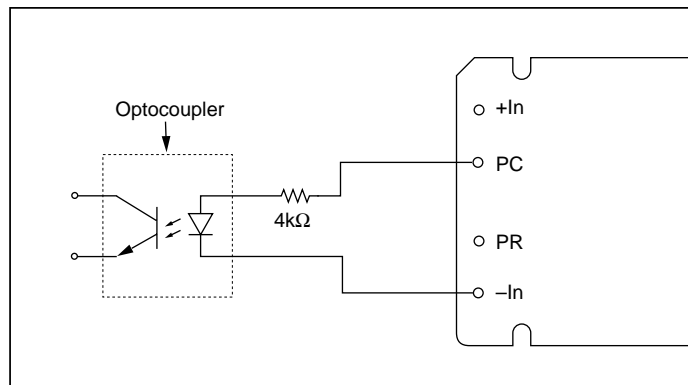 Optocoupler
4kΩ
+In
PC
PR
–In